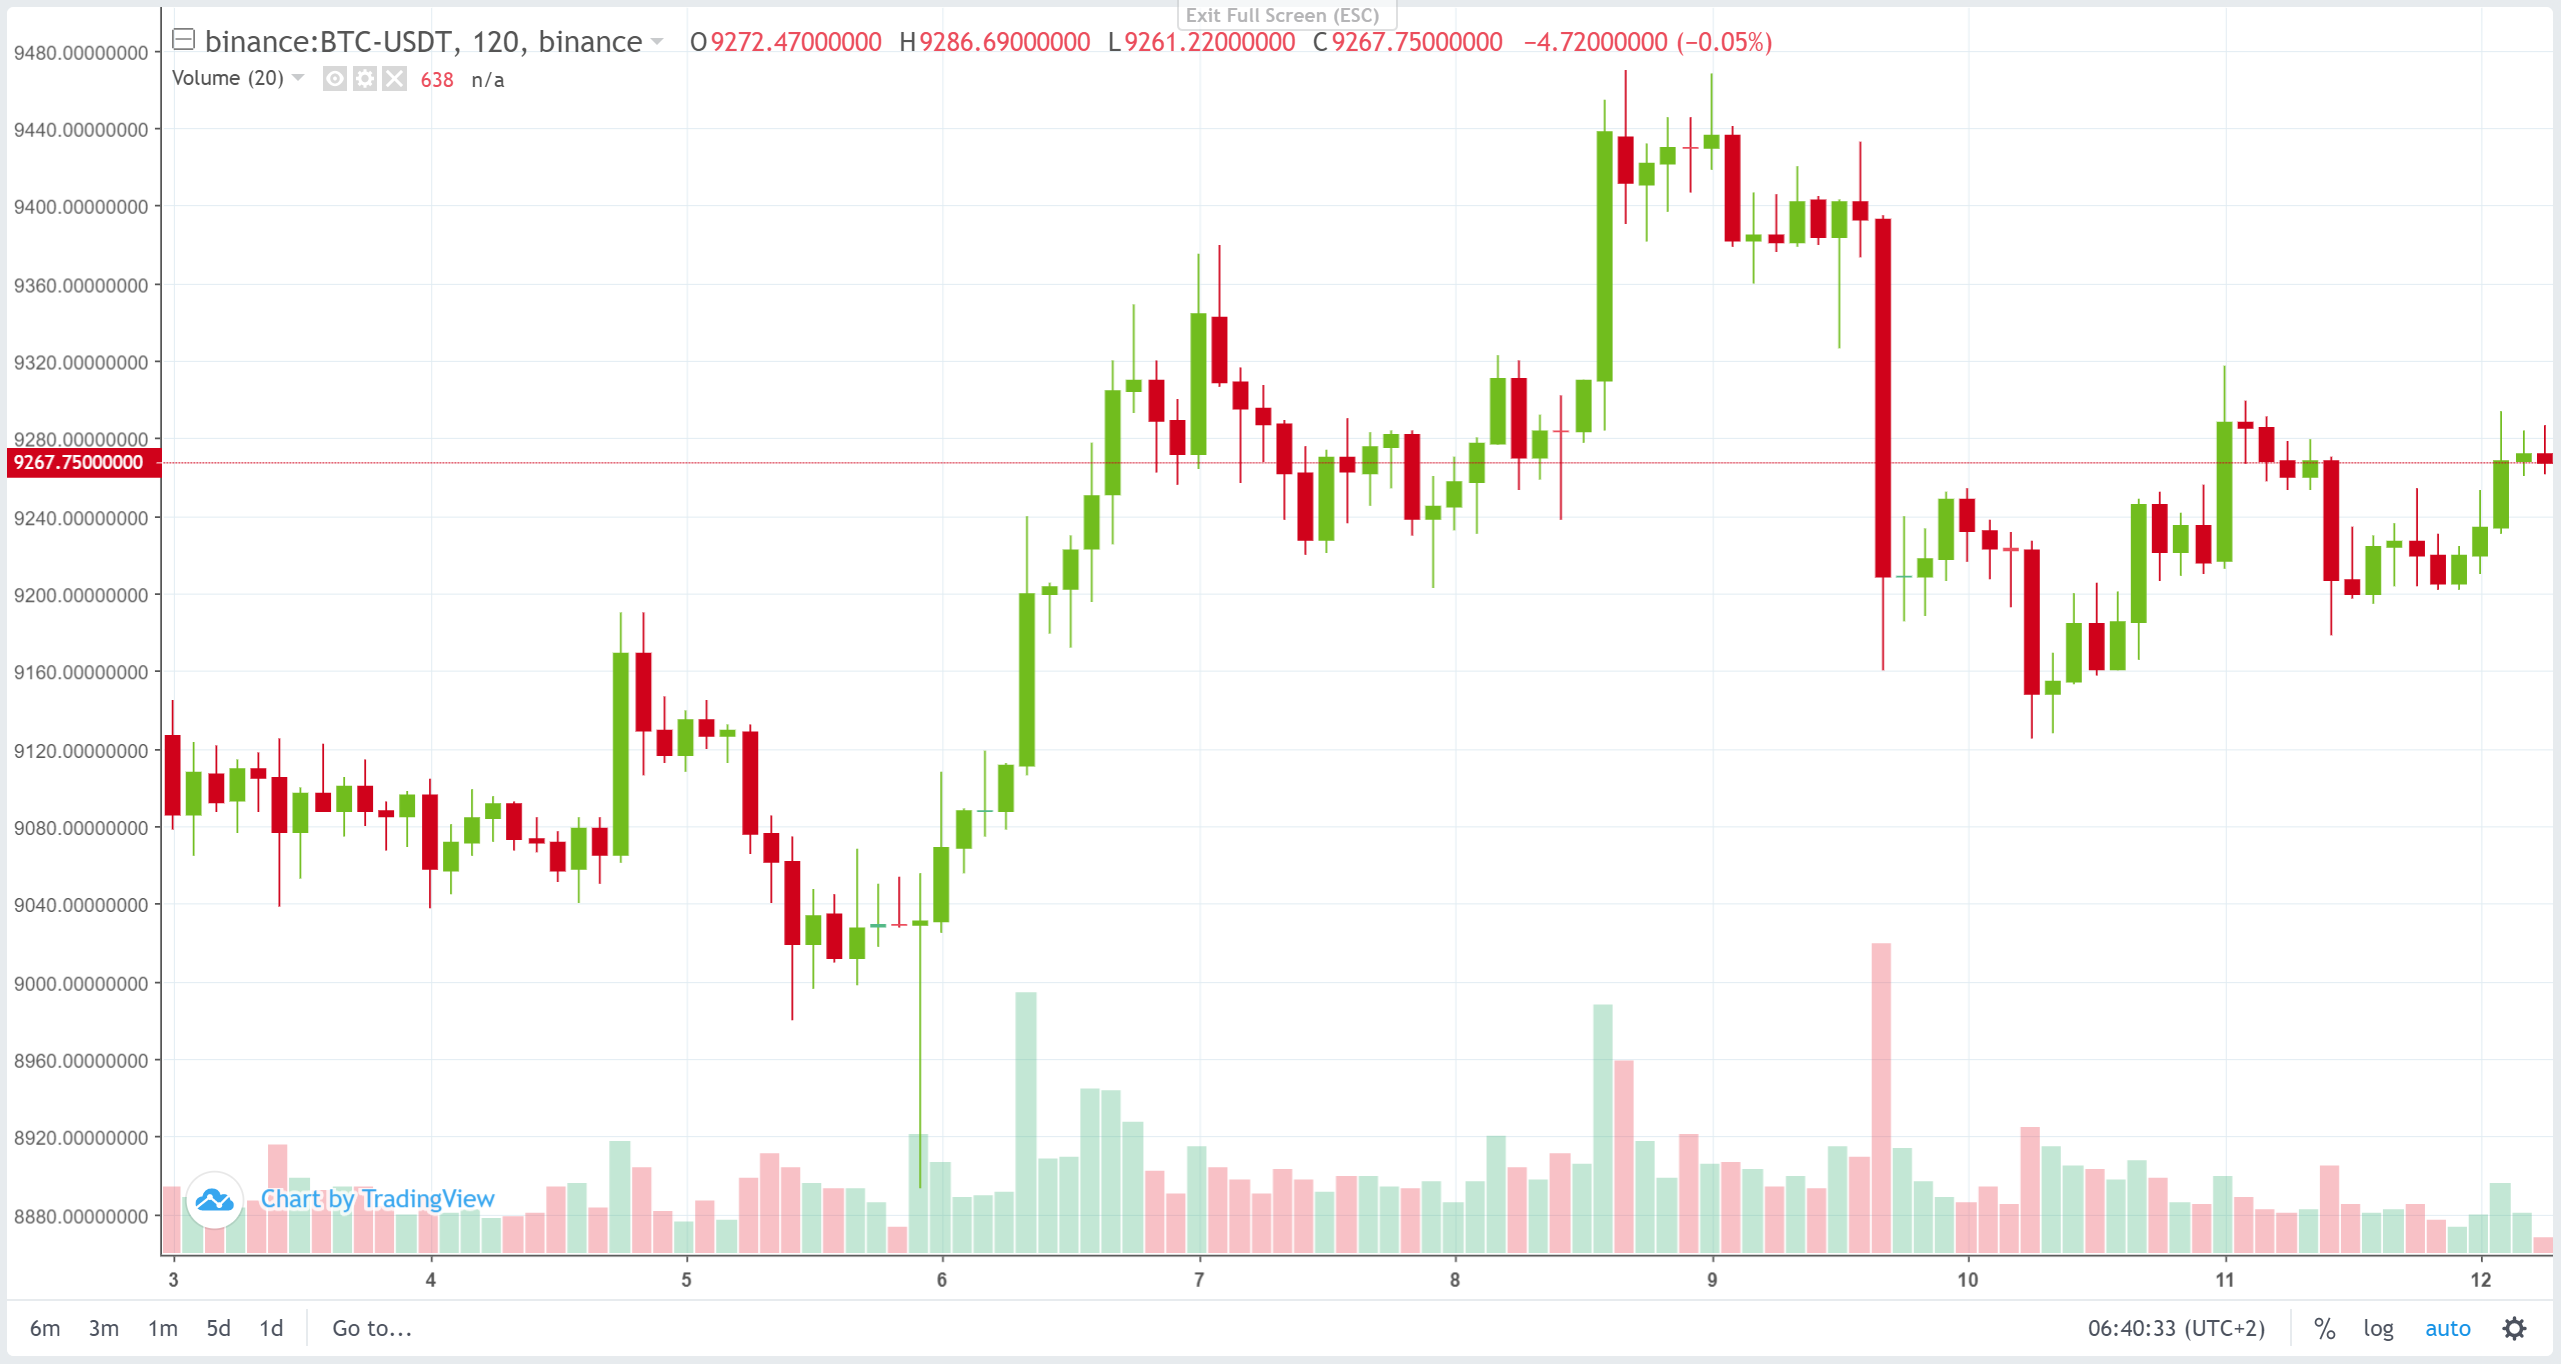 Exit Full Screen (ESC)
binance:BTC-USDT, 120, binance O9272.47000000 H9286.69000000 L9261.22000000 C9267.75000000 −4.72000000 (−0.05%)
Volume (20) 638 n/a
9480.00000000
9440.00000000
9400.00000000
9360.00000000
9320.00000000
9280.00000000
9267.75000000
9240.00000000
9200.00000000
9160.00000000
9120.00000000
9080.00000000
9040.00000000
9000.00000000
8960.00000000
8920.00000000
8880.00000000
Chart by TradingView
3 4 5 6 7 8 9 10 11 12
6m 3m 1m 5d 1d Go to... 06:40:33 (UTC+2) % log auto